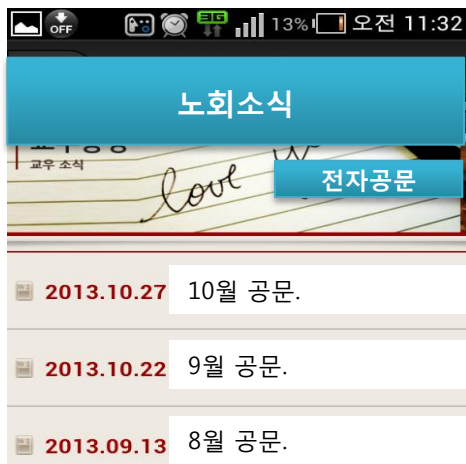 OFF 3G 13% 오전 11:32
노회소식
교우 소식
love
전자공문
2013.10.27 10월 공문.
2013.10.22 9월 공문.
2013.09.13 8월 공문.